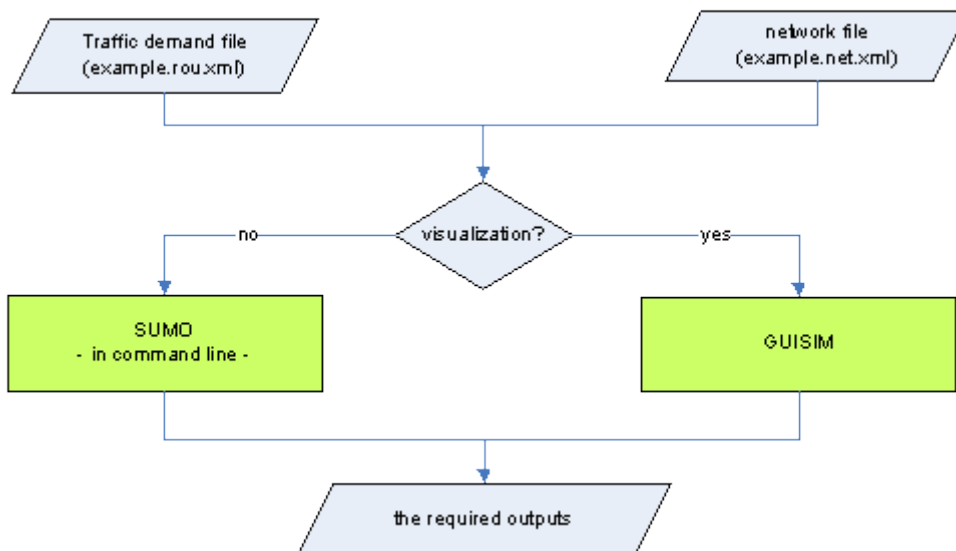 Traffic demand file
(example.rou.xml)
network file
(example.net.xml)
visualization?
no
yes
SUMO
- in command line -
GUISIM
the required outputs